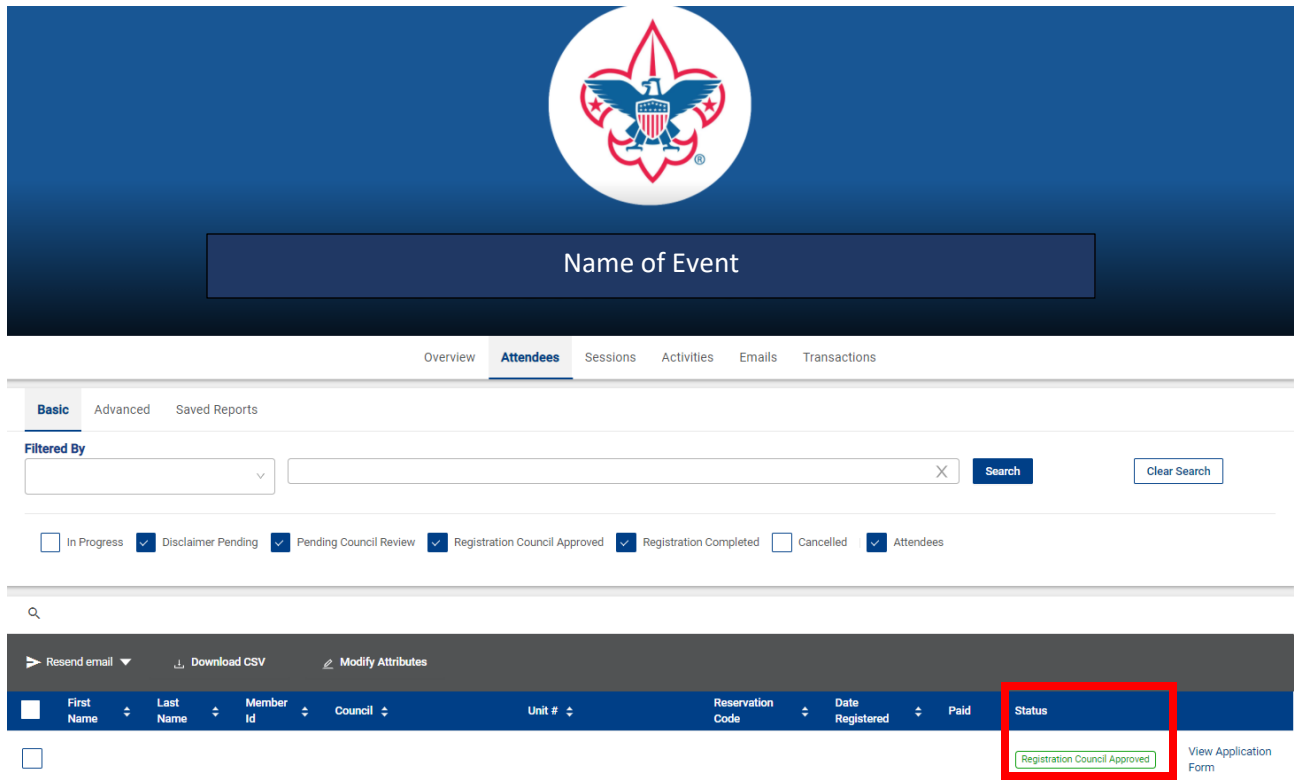 ®
Name of Event
Overview Attendees Sessions Activities Emails Transactions
Basic Advanced Saved Reports
Filtered By
Search Clear Search
In Progress Disclaimer Pending Pending Council Review Registration Council Approved Registration Completed Cancelled Attendees
Resend email Download CSV Modify Attributes
First Name Last Name Member Id Council Unit # Reservation Code Date Registered Paid Status
Registration Council Approved View Application Form